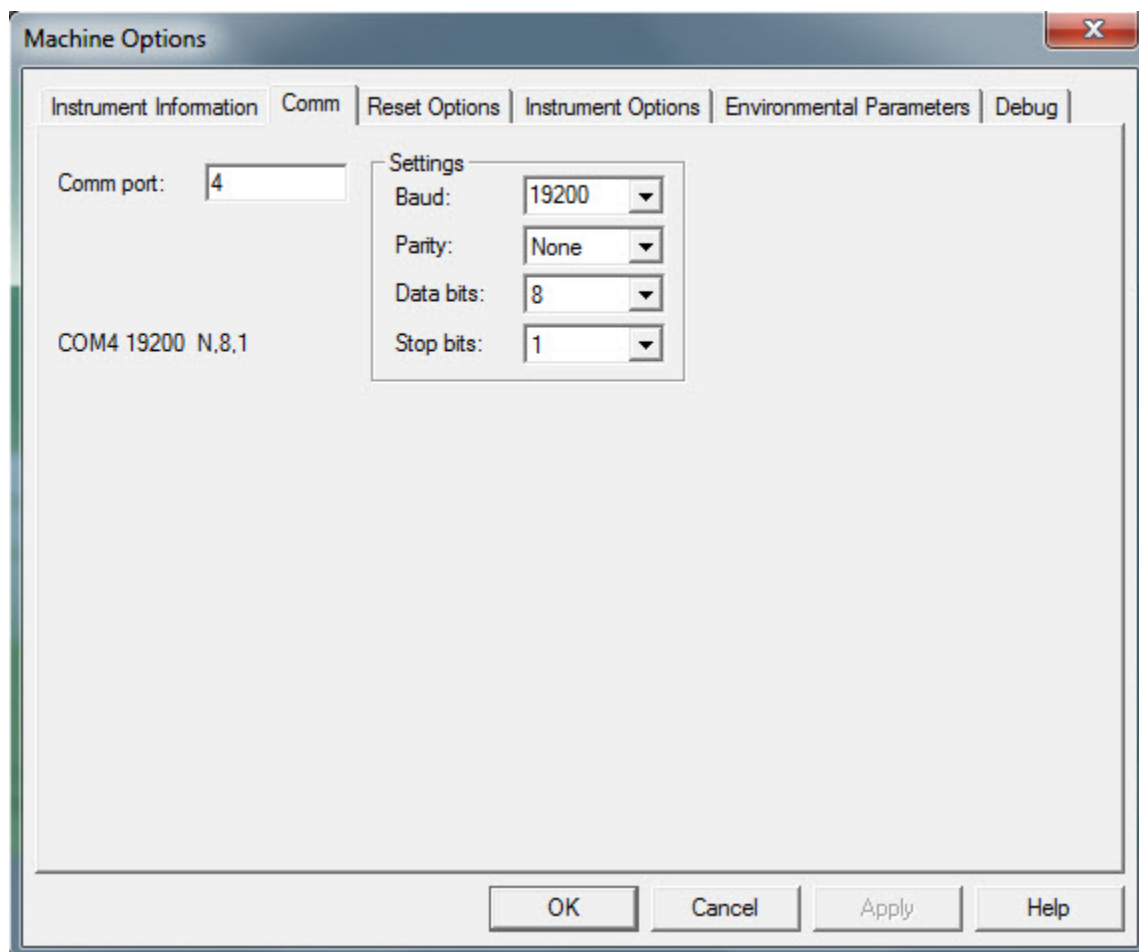 Machine Options
Instrument Information Comm Reset Options Instrument Options Environmental Parameters Debug
Comm port: 4
Settings
Baud: 19200
Parity: None
Data bits: 8
COM4 19200 N,8,1
Stop bits: 1
OK Cancel Apply Help